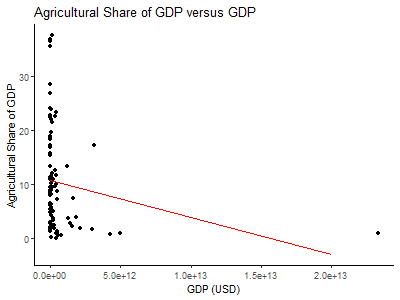 Agricultural Share of GDP versus GDP
Agricultural Share of GDP
30
20
10
0
0.0e+00 5.0e+12 1.0e+13 1.5e+13 2.0e+13
GDP (USD)